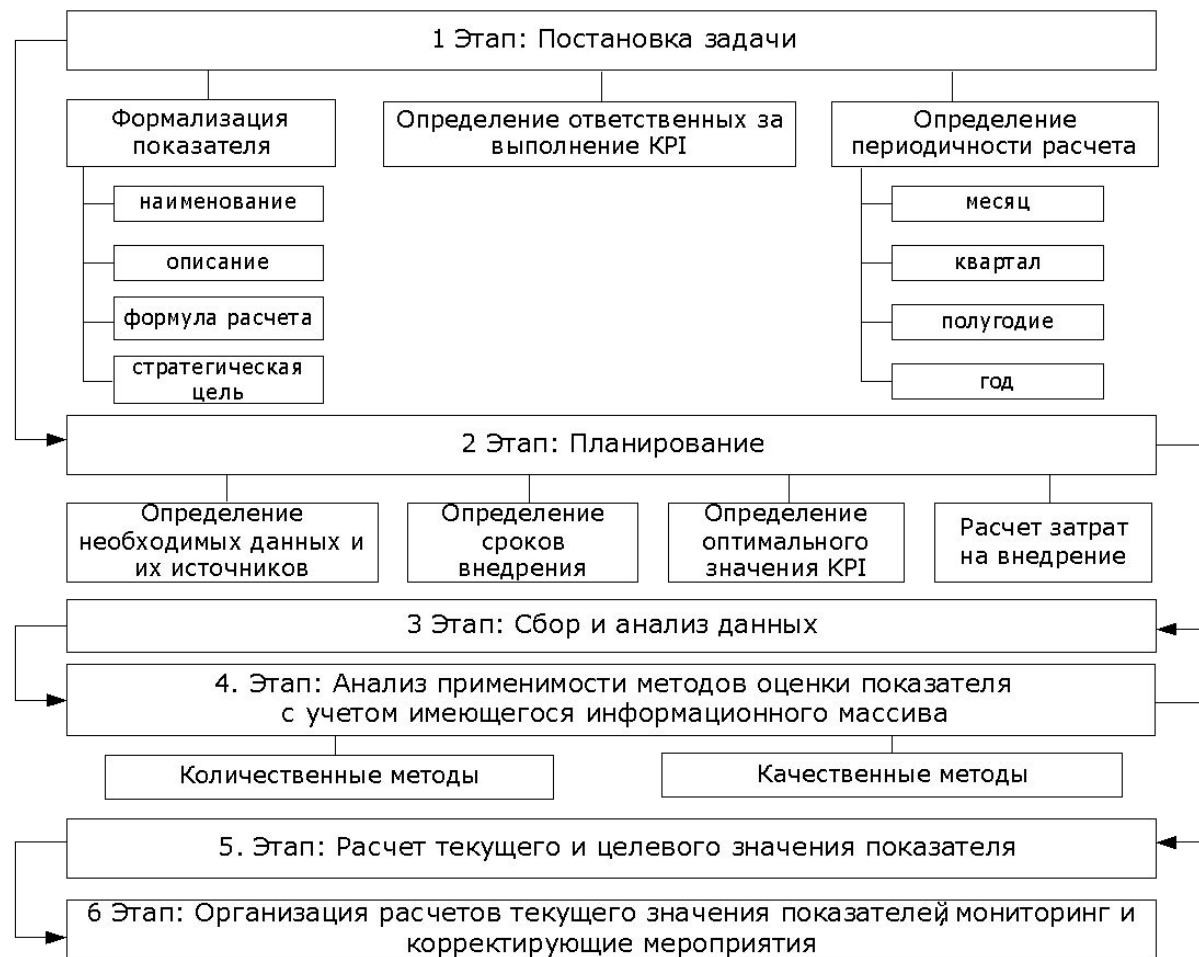 1 Этап: Постановка задачи
Формализация
показателя
Определение ответственных за
выполнение KPI
Определение
периодичности расчета
наименование
описание
формула расчета
стратегическая
цель
месяц
квартал
полугодие
год
2 Этап: Планирование
Определение
необходимых данных и
их источников
Определение
сроков
внедрения
Определение
оптимального
значения KPI
Расчет затрат
на внедрение
3 Этап: Сбор и анализ данных
4. Этап: Анализ применимости методов оценки показателя
с учетом имеющегося информационного массива
Количественные методы
Качественные методы
5. Этап: Расчет текущего и целевого значения показателя
6 Этап: Организация расчетов текущего значения показателей, мониторинг и
корректирующие мероприятия